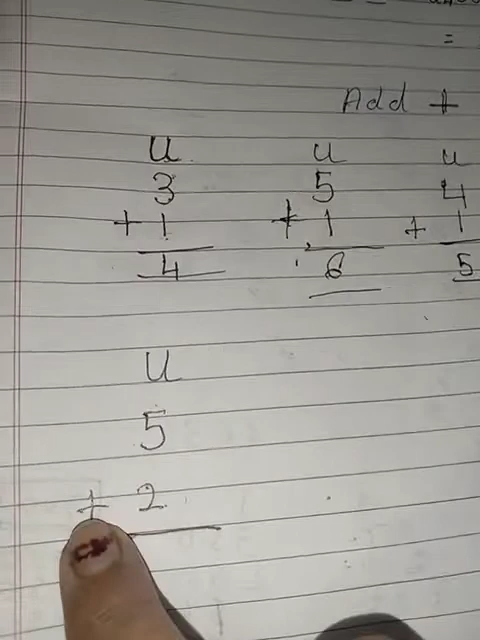 =
Add +
u u u
3 5 4
+ 1 + 1 + 1
4 6 5
u
5
+ 2